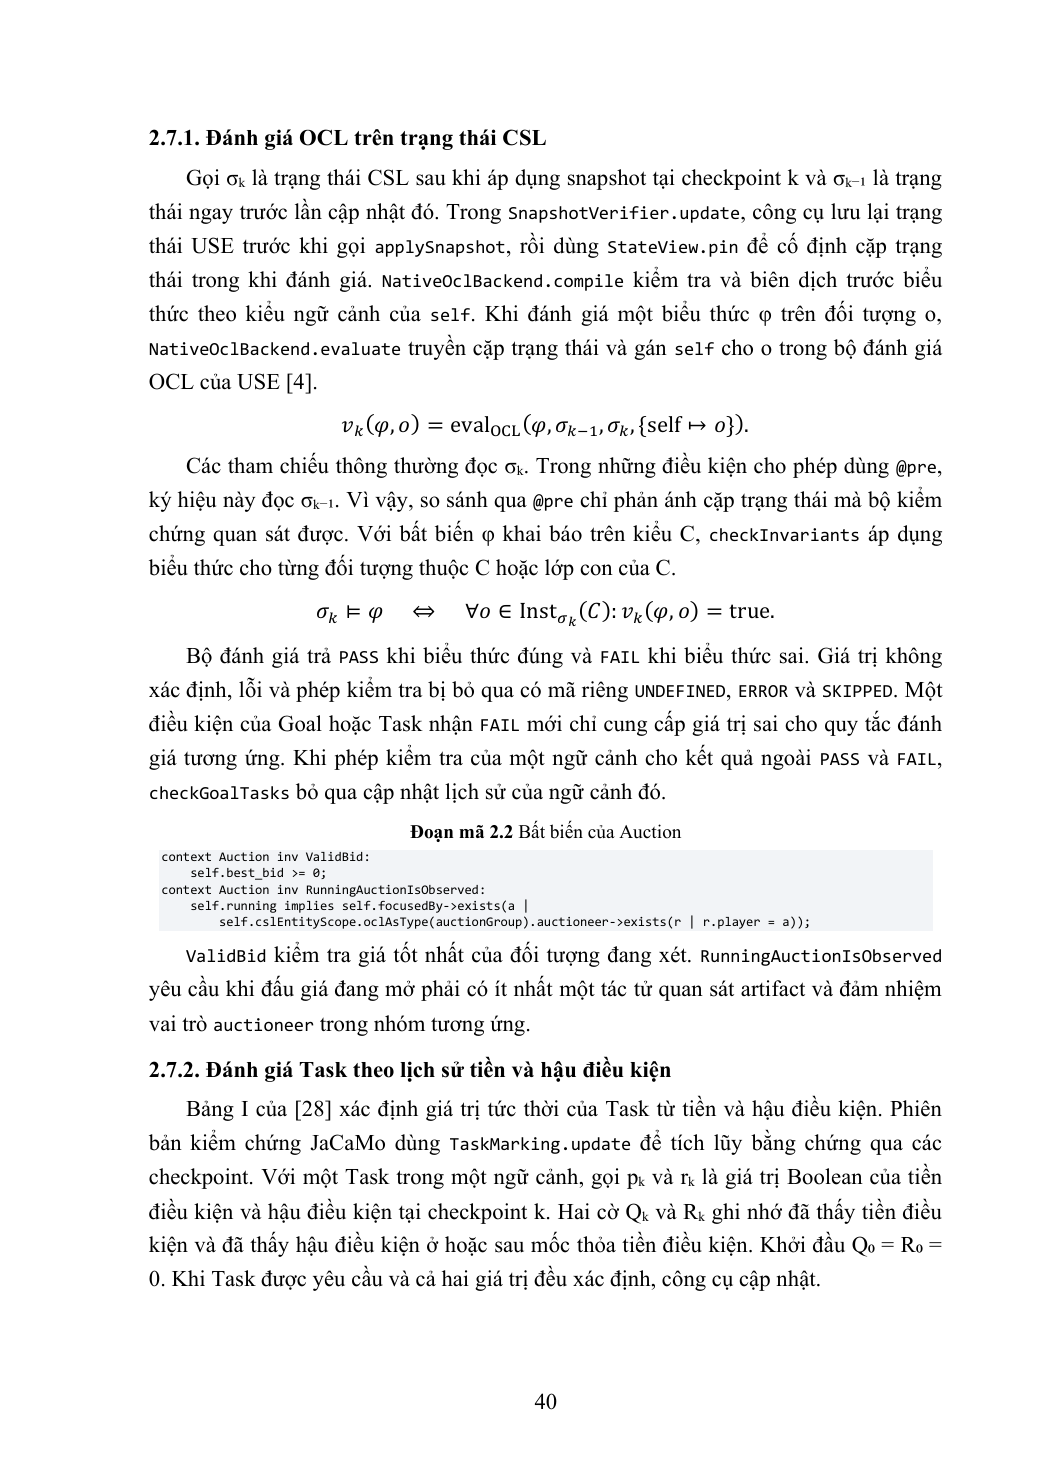 2.7.1. Đánh giá OCL trên trạng thái CSL
Gọi σₖ là trạng thái CSL sau khi áp dụng snapshot tại checkpoint k và σₖ₋₁ là trạng
thái ngay trước lần cập nhật đó. Trong SnapshotVerifier.update, công cụ lưu lại trạng
thái USE trước khi gọi applySnapshot, rồi dùng StateView.pin để cố định cặp trạng
thái trong khi đánh giá. NativeOclBackend.compile kiểm tra và biên dịch trước biểu
thức theo kiểu ngữ cảnh của self. Khi đánh giá một biểu thức φ trên đối tượng o,
NativeOclBackend.evaluate truyền cặp trạng thái và gán self cho o trong bộ đánh giá
OCL của USE [4].
𝑣ₖ(𝜑, 𝑜) = eval_OCL(𝜑, 𝜎ₖ₋₁, 𝜎ₖ, {self ↦ 𝑜}).
Các tham chiếu thông thường đọc σₖ. Trong những điều kiện cho phép dùng @pre,
ký hiệu này đọc σₖ₋₁. Vì vậy, so sánh qua @pre chỉ phản ánh cặp trạng thái mà bộ kiểm
chứng quan sát được. Với bất biến φ khai báo trên kiểu C, checkInvariants áp dụng
biểu thức cho từng đối tượng thuộc C hoặc lớp con của C.
𝜎ₖ ⊨ 𝜑 ⇔ ∀𝑜 ∈ Inst_𝜎ₖ(𝐶): 𝑣ₖ(𝜑, 𝑜) = true.
Bộ đánh giá trả PASS khi biểu thức đúng và FAIL khi biểu thức sai. Giá trị không
xác định, lỗi và phép kiểm tra bị bỏ qua có mã riêng UNDEFINED, ERROR và SKIPPED. Một
điều kiện của Goal hoặc Task nhận FAIL mới chỉ cung cấp giá trị sai cho quy tắc đánh
giá tương ứng. Khi phép kiểm tra của một ngữ cảnh cho kết quả ngoài PASS và FAIL,
checkGoalTasks bỏ qua cập nhật lịch sử của ngữ cảnh đó.
Đoạn mã 2.2 Bất biến của Auction
context Auction inv ValidBid:
    self.best_bid >= 0;
context Auction inv RunningAuctionIsObserved:
    self.running implies self.focusedBy->exists(a |
        self.cslEntityScope.oclAsType(auctionGroup).auctioneer->exists(r | r.player = a));
ValidBid kiểm tra giá tốt nhất của đối tượng đang xét. RunningAuctionIsObserved
yêu cầu khi đấu giá đang mở phải có ít nhất một tác tử quan sát artifact và đảm nhiệm
vai trò auctioneer trong nhóm tương ứng.
2.7.2. Đánh giá Task theo lịch sử tiền và hậu điều kiện
Bảng I của [28] xác định giá trị tức thời của Task từ tiền và hậu điều kiện. Phiên
bản kiểm chứng JaCaMo dùng TaskMarking.update để tích lũy bằng chứng qua các
checkpoint. Với một Task trong một ngữ cảnh, gọi pₖ và rₖ là giá trị Boolean của tiền
điều kiện và hậu điều kiện tại checkpoint k. Hai cờ Qₖ và Rₖ ghi nhớ đã thấy tiền điều
kiện và đã thấy hậu điều kiện ở hoặc sau mốc thỏa tiền điều kiện. Khởi đầu Q₀ = R₀ =
0. Khi Task được yêu cầu và cả hai giá trị đều xác định, công cụ cập nhật.
40